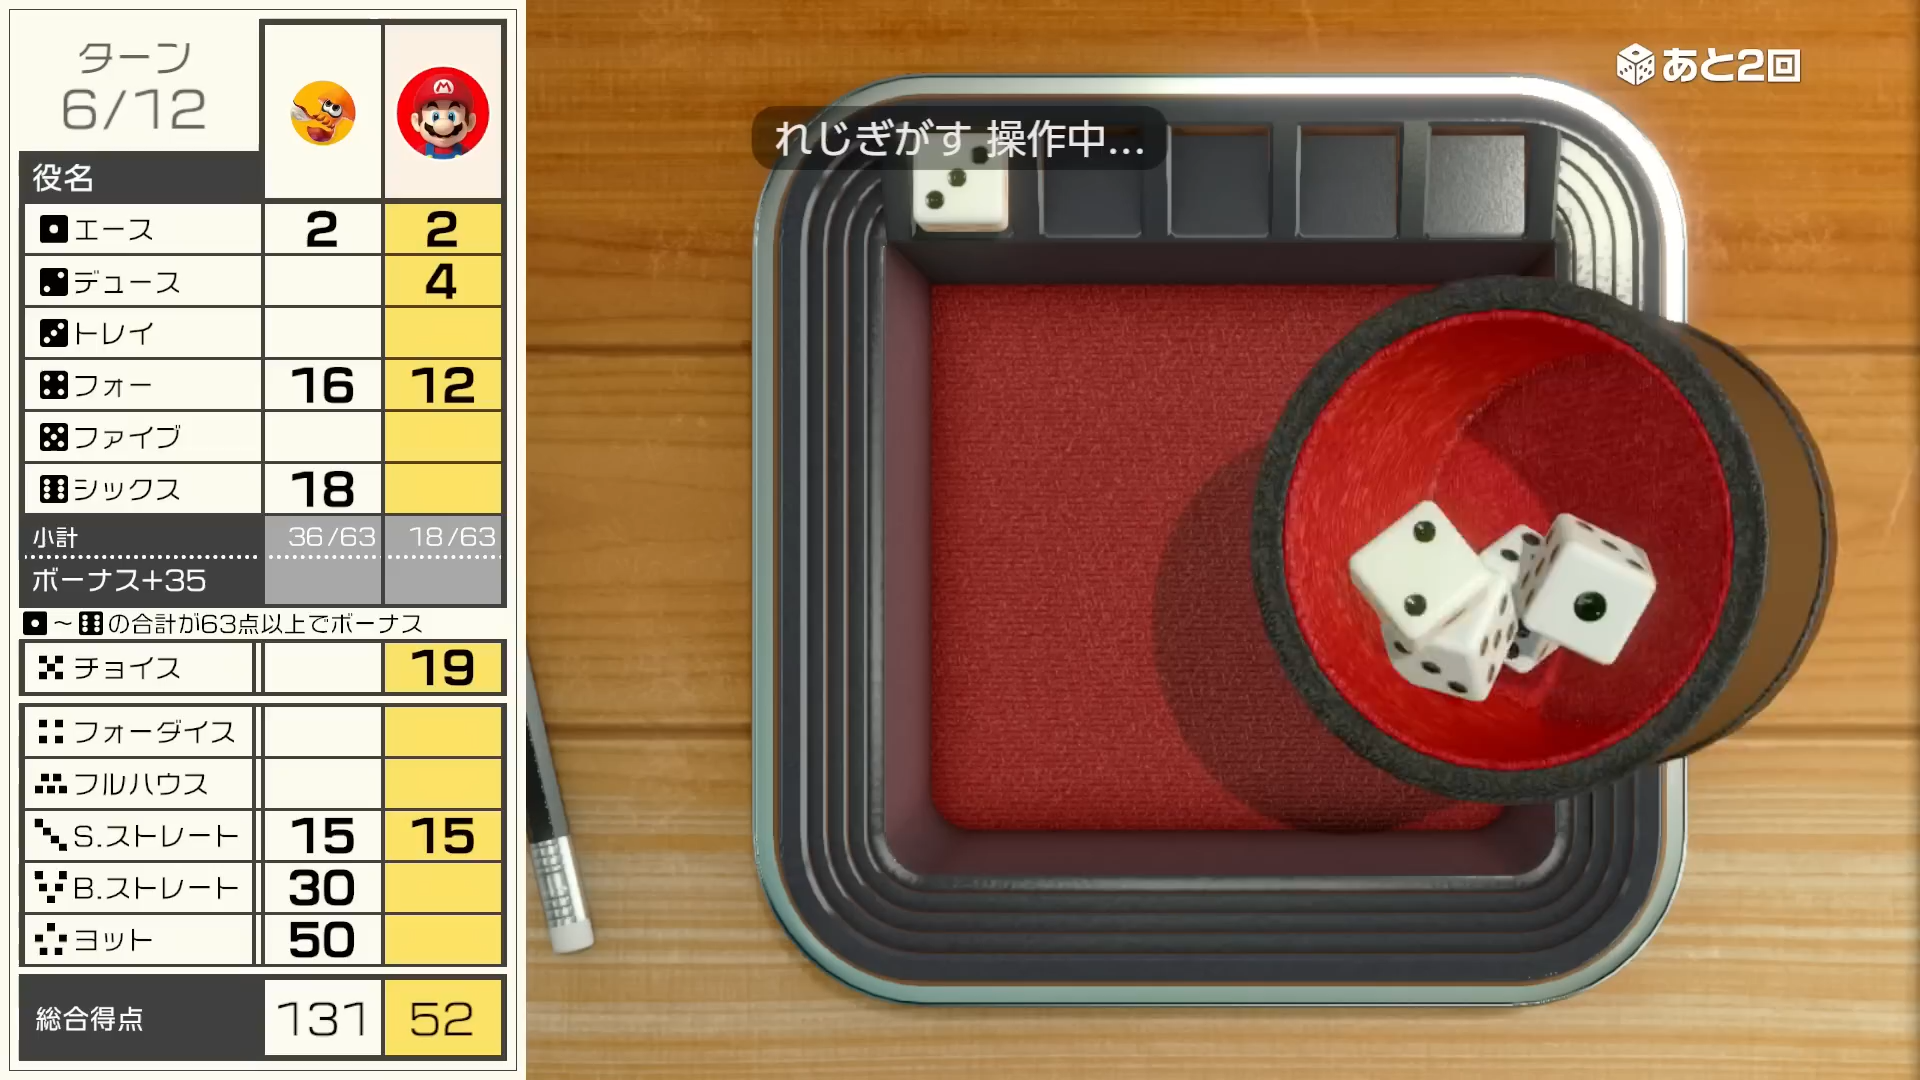 ターン
6/12
役名
エース 2 2
デュース 4
トレイ
フォー 16 12
ファイブ
シックス 18
小計 36/63 18/63
ボーナス+35
~の合計が63点以上でボーナス
チョイス 19
フォーダイス
フルハウス
S.ストレート 15 15
B.ストレート 30
ヨット 50
総合得点 131 52
れじぎがす 操作中...
あと2回
M